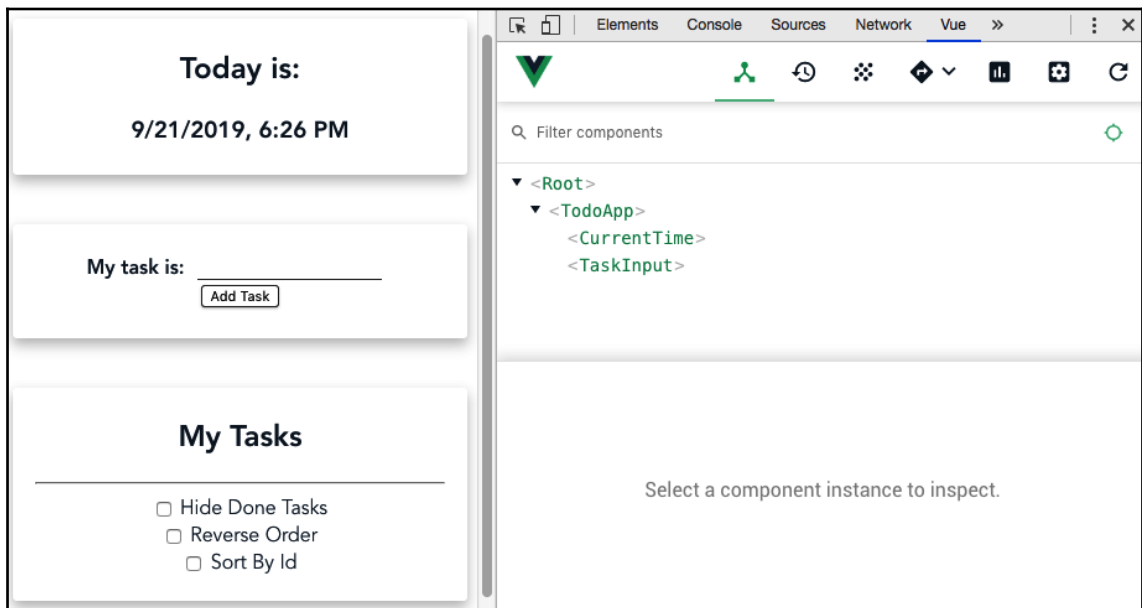 Today is:
9/21/2019, 6:26 PM
My task is:
Add Task
My Tasks
Hide Done Tasks
Reverse Order
Sort By Id
Elements Console Sources Network Vue »
Filter components
<Root>
<TodoApp>
<CurrentTime>
<TaskInput>
Select a component instance to inspect.